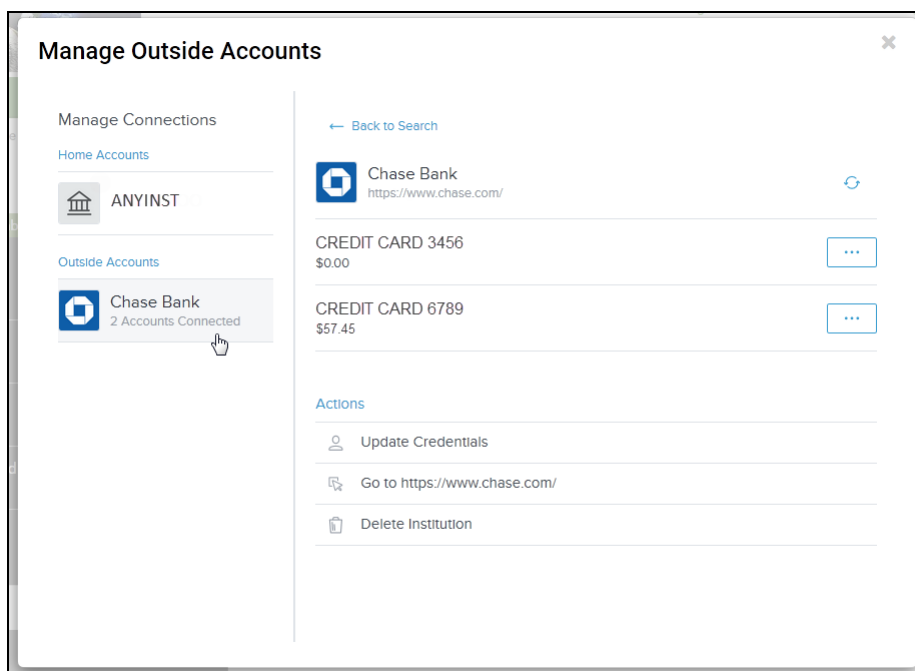 Manage Outside Accounts
Manage Connections
Home Accounts
ANYINST
Outside Accounts
Chase Bank
2 Accounts Connected
← Back to Search
Chase Bank
https://www.chase.com/
CREDIT CARD 3456
$0.00
...
CREDIT CARD 6789
$57.45
...
Actions
Update Credentials
Go to https://www.chase.com/
Delete Institution